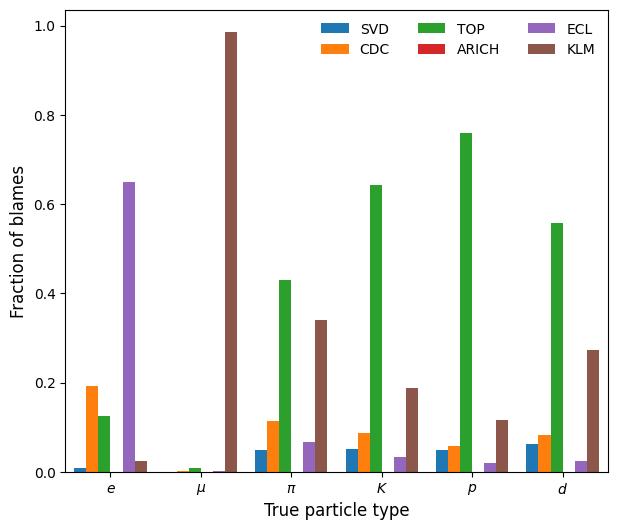 SVD TOP ECL
CDC ARICH KLM
Fraction of blames
1.0
0.8
0.6
0.4
0.2
0.0
e μ π K p d
True particle type